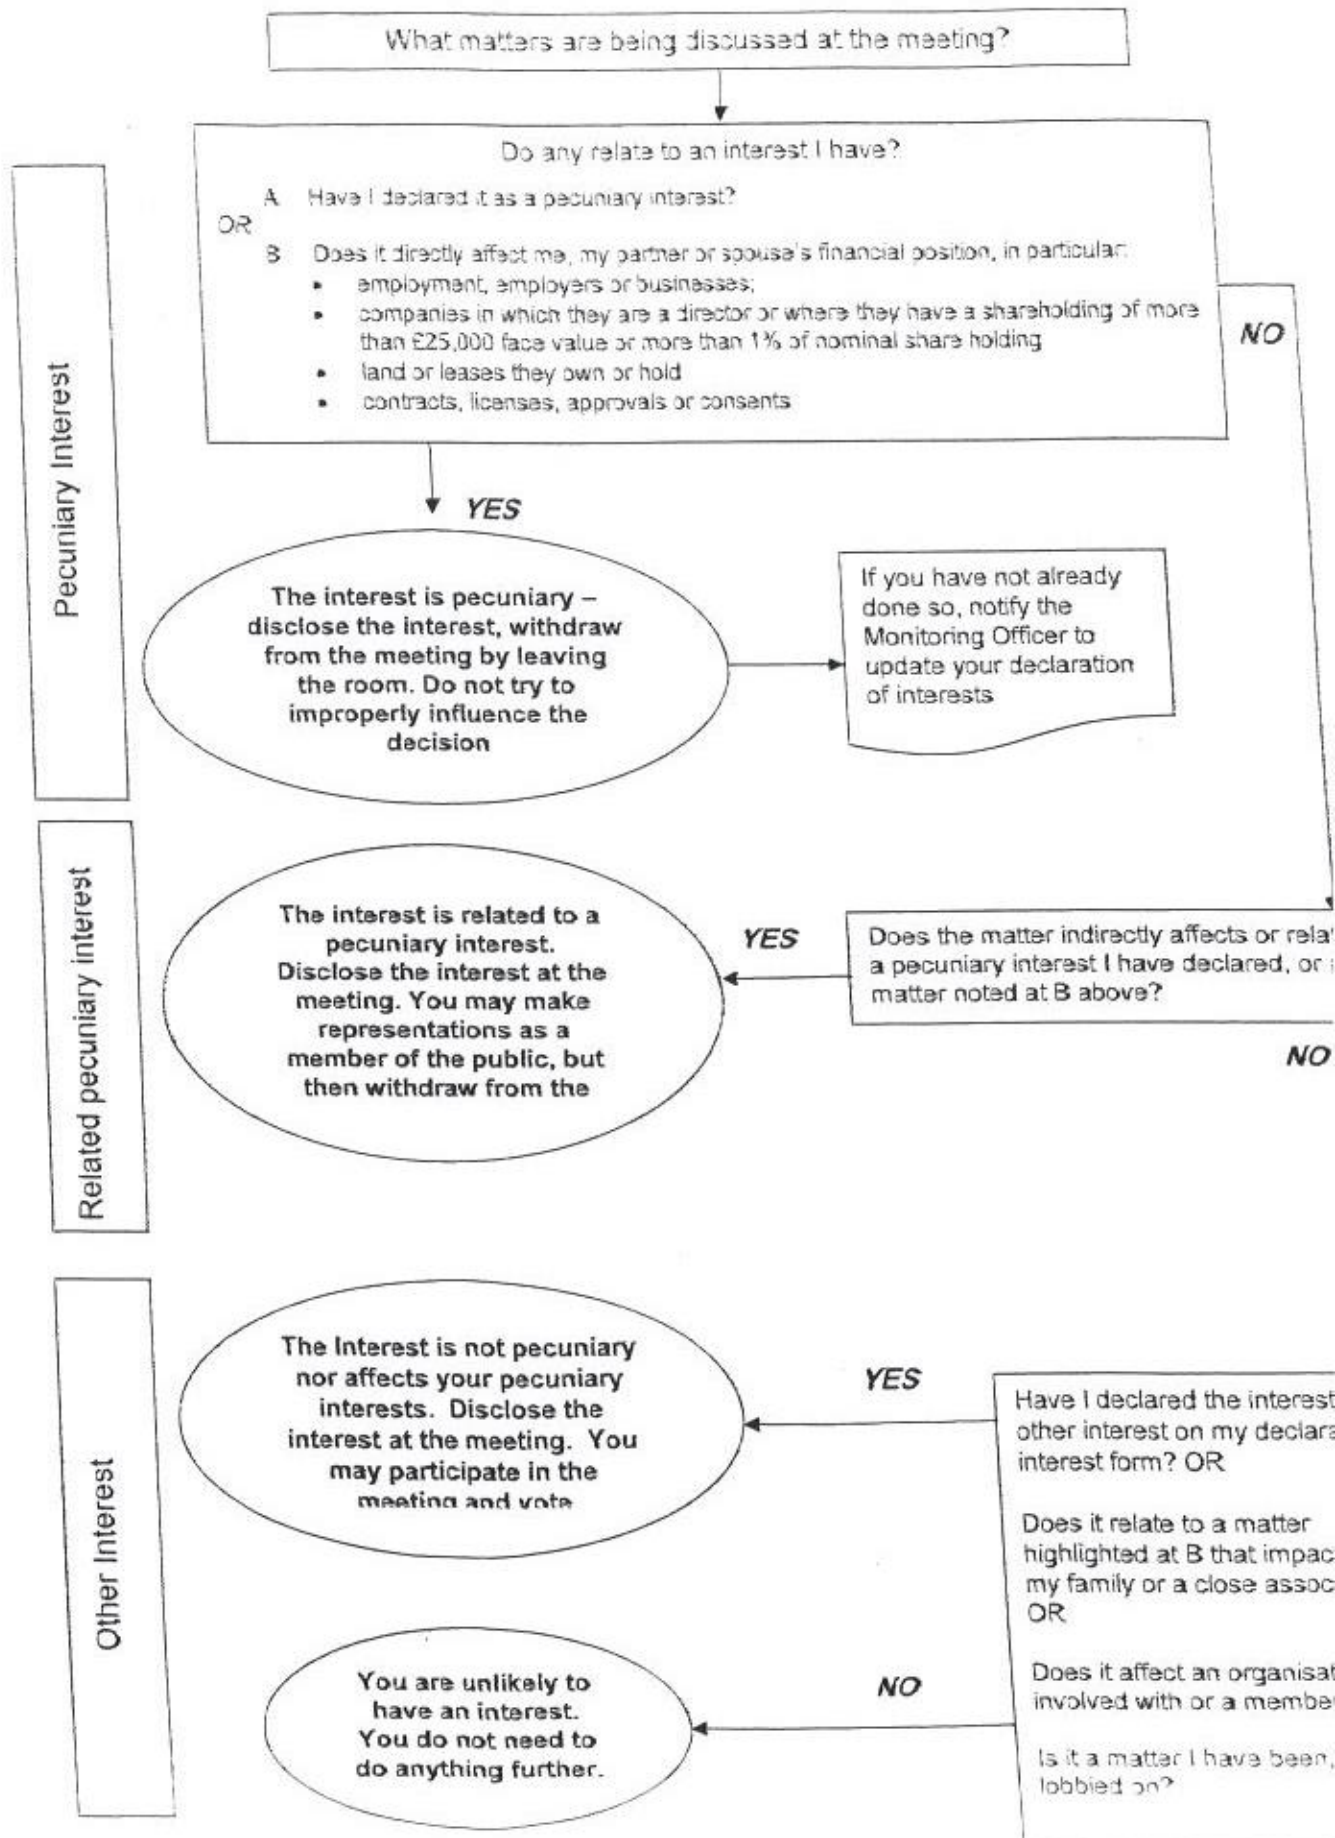 What matters are being discussed at the meeting?
Do any relate to an interest I have?
A Have I declared it as a pecuniary interest?
OR
B Does it directly affect me, my partner or spouse's financial position, in particular:
• employment, employers or businesses;
• companies in which they are a director or where they have a shareholding of more
than £25,000 face value or more than 1% of nominal share holding
• land or leases they own or hold
• contracts, licenses, approvals or consents
NO
Pecuniary Interest
YES
The interest is pecuniary –
disclose the interest, withdraw
from the meeting by leaving
the room. Do not try to
improperly influence the
decision
If you have not already
done so, notify the
Monitoring Officer to
update your declaration
of interests
Related pecuniary interest
The interest is related to a
pecuniary interest.
Disclose the interest at the
meeting. You may make
representations as a
member of the public, but
then withdraw from the
YES
Does the matter indirectly affects or rela
a pecuniary interest I have declared, or
matter noted at B above?
NO
Other Interest
The Interest is not pecuniary
nor affects your pecuniary
interests. Disclose the
interest at the meeting. You
may participate in the
meeting and vote
YES
Have I declared the interest
other interest on my declara
interest form? OR
Does it relate to a matter
highlighted at B that impac
my family or a close assoc
OR
Does it affect an organisat
involved with or a member
Is it a matter I have been,
lobbied on?
NO
You are unlikely to
have an interest.
You do not need to
do anything further.